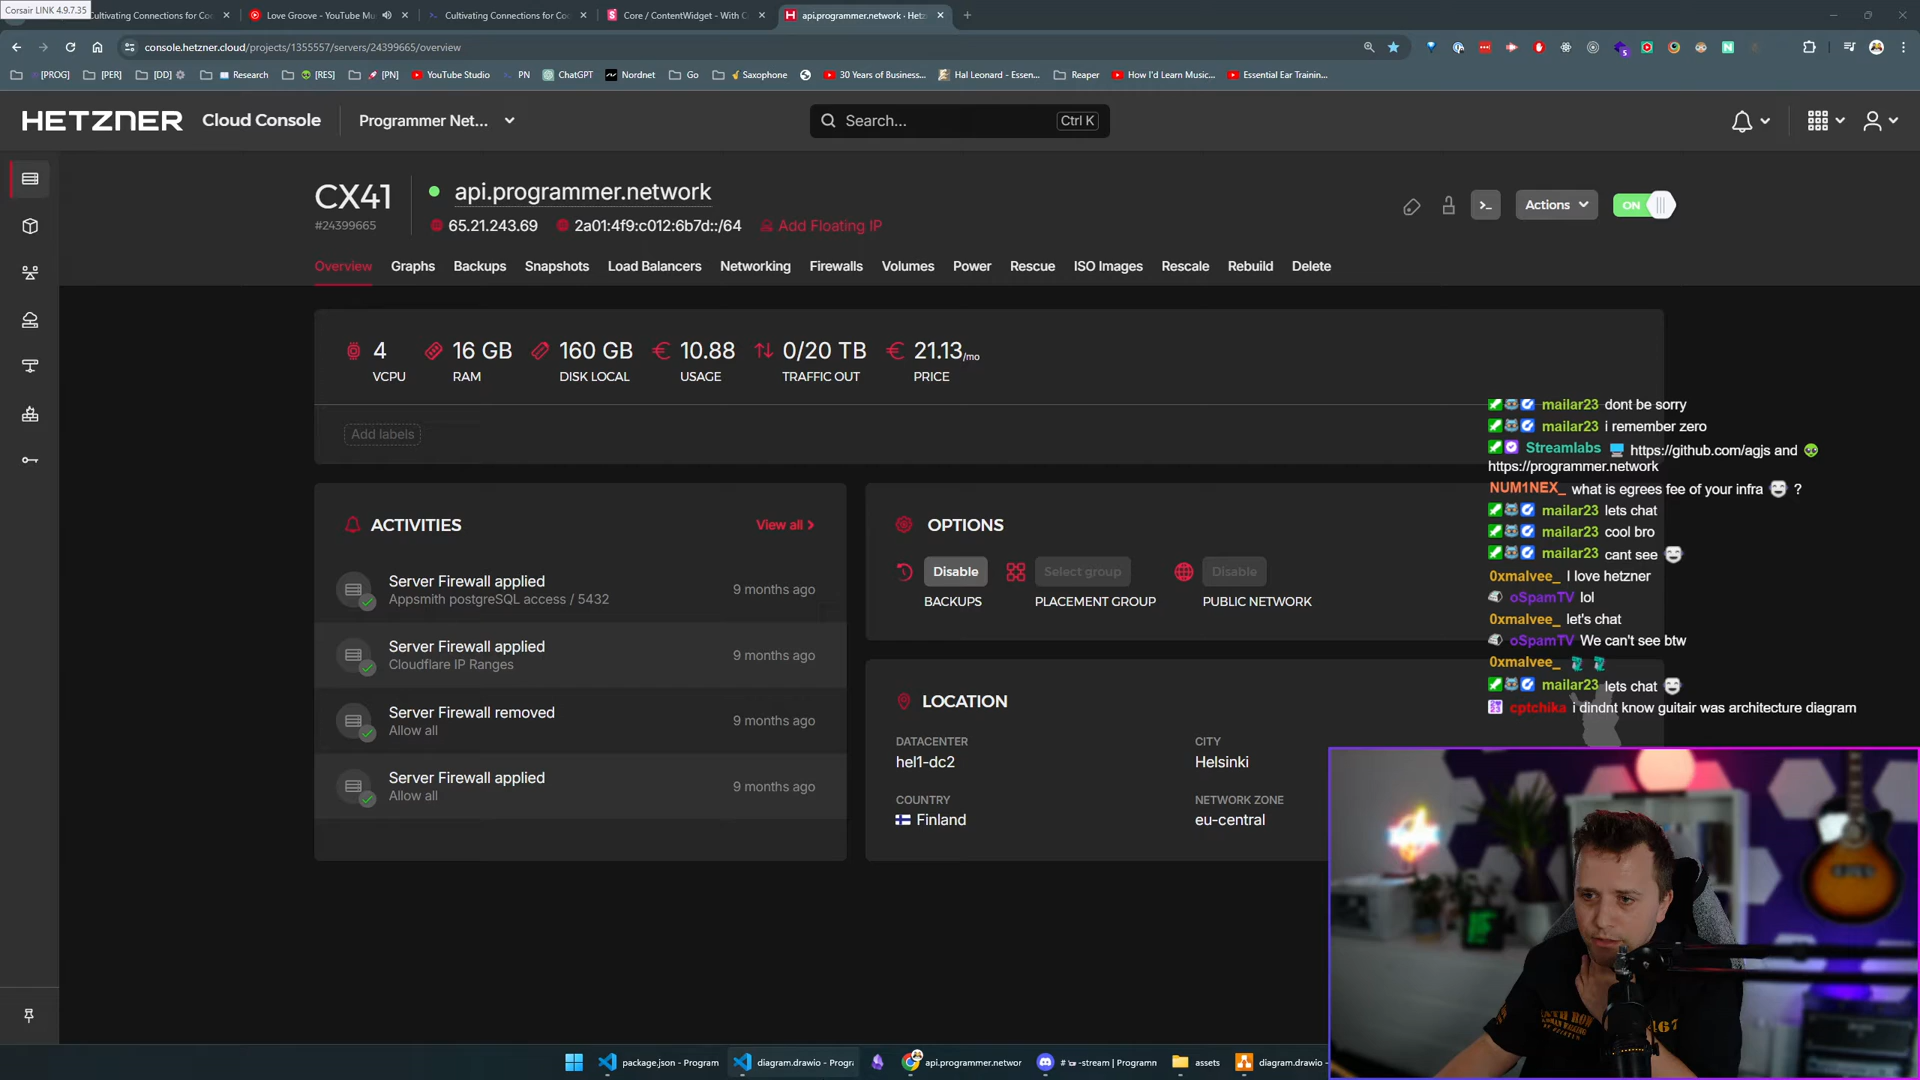 Corsair LINK 4.9.7.35
Cultivating Connections for Co
Love Groove - YouTube Mu
Cultivating Connections for Co
Core / ContentWidget - With C
api.programmer.network · Hetz
console.hetzner.cloud/projects/1355557/servers/24399665/overview
[PROG]
[PER]
[DD]
Research
[RES]
[PN]
YouTube Studio
PN
ChatGPT
Nordnet
Go
Saxophone
30 Years of Business...
Hal Leonard - Essen...
Reaper
How I'd Learn Music...
Essential Ear Trainin...
HETZNER
Cloud Console
Programmer Net...
Search...
Ctrl K
CX41
#24399665
api.programmer.network
65.21.243.69
2a01:4f9:c012:6b7d::/64
Add Floating IP
Actions
ON
Overview
Graphs
Backups
Snapshots
Load Balancers
Networking
Firewalls
Volumes
Power
Rescue
ISO Images
Rescale
Rebuild
Delete
4
VCPU
16 GB
RAM
160 GB
DISK LOCAL
€ 10.88
USAGE
0/20 TB
TRAFFIC OUT
€ 21.13/mo
PRICE
Add labels
ACTIVITIES
View all
Server Firewall applied
Appsmith postgreSQL access / 5432
9 months ago
Server Firewall applied
Cloudflare IP Ranges
9 months ago
Server Firewall removed
Allow all
9 months ago
Server Firewall applied
Allow all
9 months ago
OPTIONS
Disable
BACKUPS
Select group
PLACEMENT GROUP
Disable
PUBLIC NETWORK
LOCATION
DATACENTER
hel1-dc2
CITY
Helsinki
COUNTRY
Finland
NETWORK ZONE
eu-central
mailar23 dont be sorry
mailar23 i remember zero
Streamlabs https://github.com/agjs and
https://programmer.network
NUM1NEX_ what is egrees fee of your infra ?
mailar23 lets chat
mailar23 cool bro
mailar23 cant see
0xmalvee_ I love hetzner
oSpamTV lol
0xmalvee_ let's chat
oSpamTV We can't see btw
0xmalvee_
mailar23 lets chat
cptchika i dindnt know guitair was architecture diagram
package.json - Program
diagram.drawio - Progra
api.programmer.networ
-stream | Programn
assets
diagram.drawio -